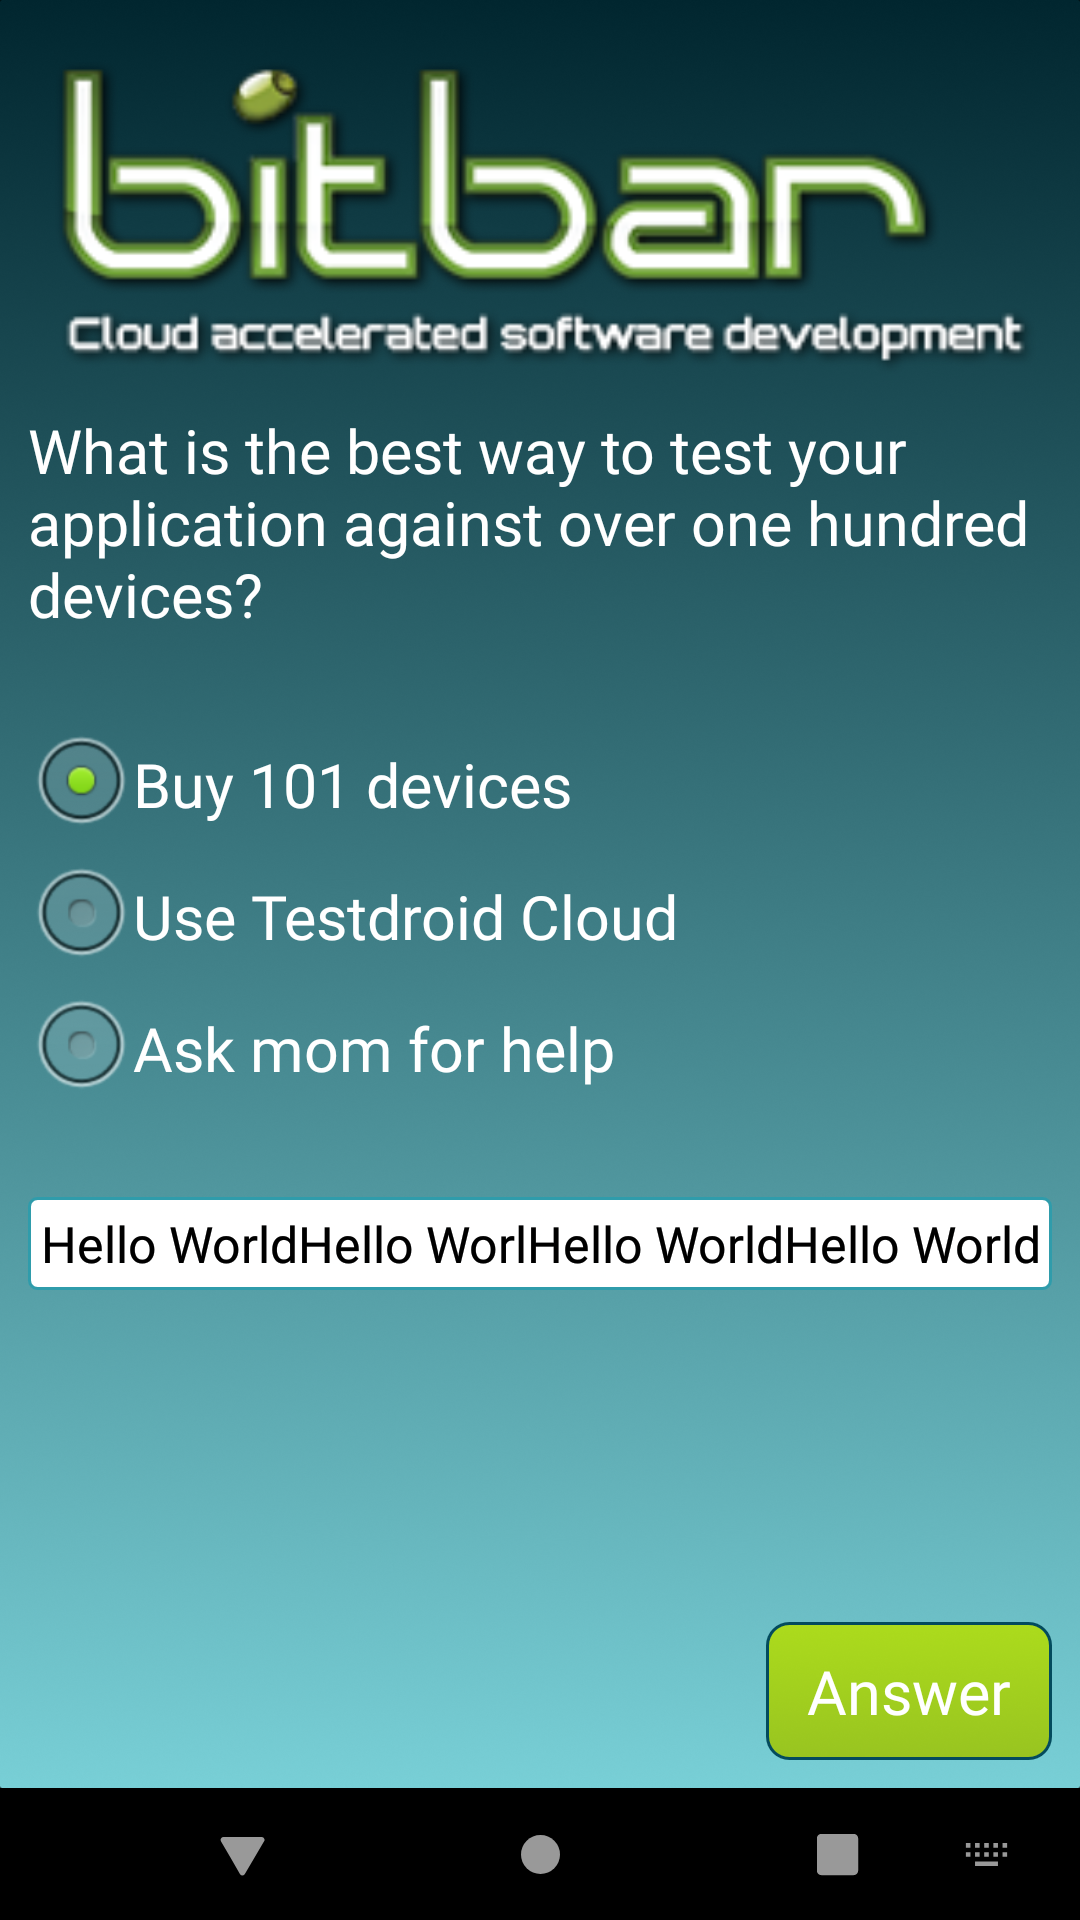 bitbar
Cloud accelerated software development
What is the best way to test your
application against over one hundred
devices?
Buy 101 devices
Use Testdroid Cloud
Ask mom for help
Hello WorldHello WorlHello WorldHello World
Answer